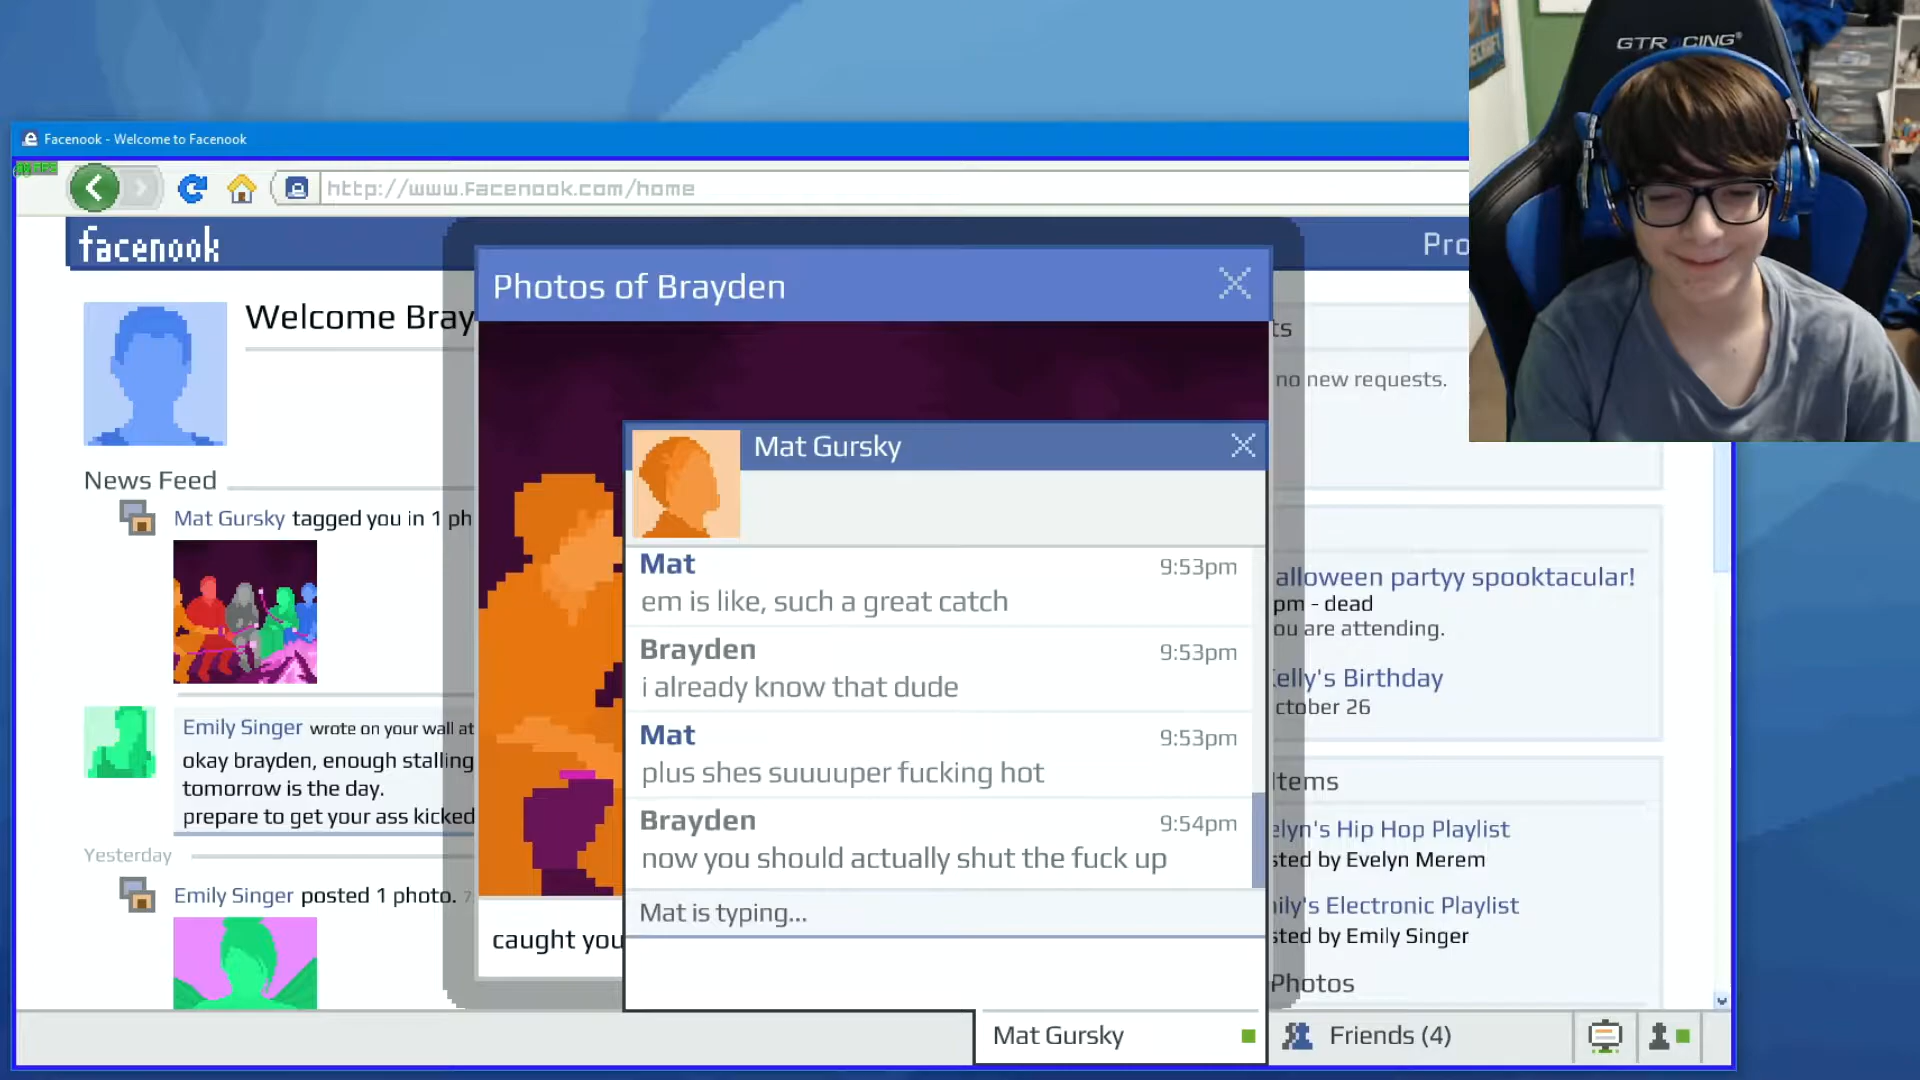 GTRACING
Facenook - Welcome to Facenook
http://www.Facenook.com/home
facenook
Pro
Photos of Brayden
Welcome Bray
ts
no new requests.
Mat Gursky
News Feed
Mat Gursky tagged you in 1 ph
Mat 9:53pm
em is like, such a great catch
alloween partyy spooktacular!
pm - dead
ou are attending.
Brayden 9:53pm
i already know that dude
elly's Birthday
ctober 26
Emily Singer wrote on your wall at
okay brayden, enough stalling
tomorrow is the day.
prepare to get your ass kicked
Mat 9:53pm
plus shes suuuuper fucking hot
Items
Brayden 9:54pm
now you should actually shut the fuck up
elyn's Hip Hop Playlist
sted by Evelyn Merem
Yesterday
Emily Singer posted 1 photo.
Mat is typing...
ily's Electronic Playlist
sted by Emily Singer
caught you
Photos
Mat Gursky
Friends (4)